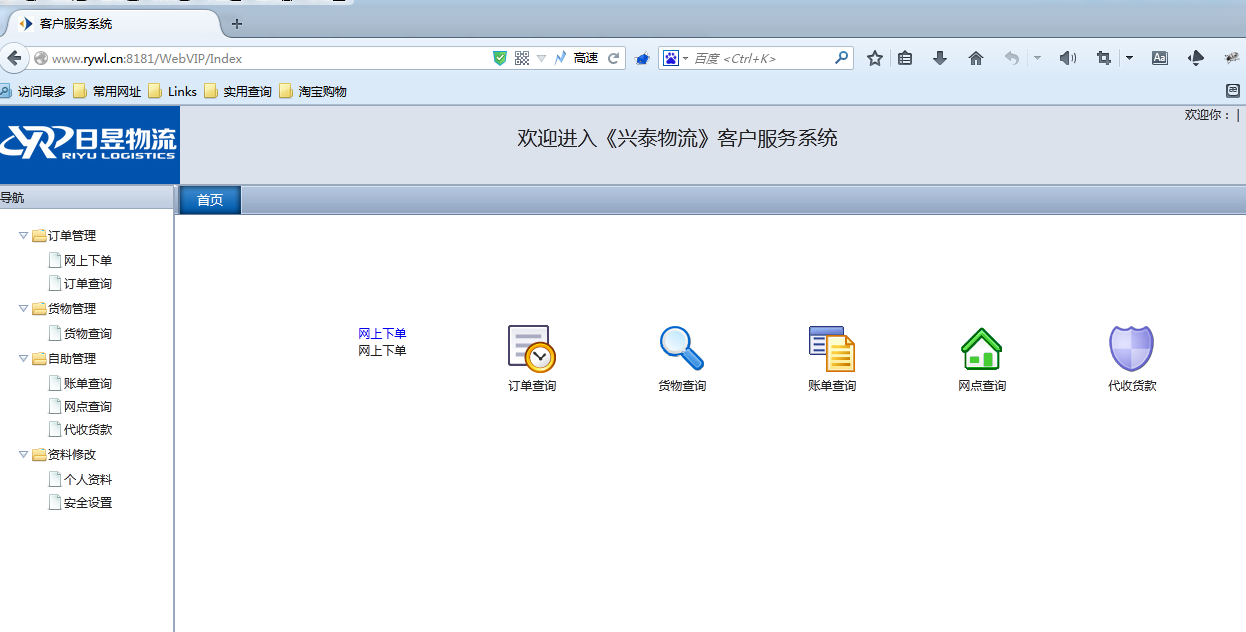 客户服务系统
www.rywl.cn:8181/WebVIP/Index
高速
百度 <Ctrl+K>
Aa
访问最多 常用网址 Links 实用查询 淘宝购物
日昱物流
RIYU LOGISTICS
欢迎进入《兴泰物流》客户服务系统
欢迎你： |
导航
首页
订单管理
网上下单
订单查询
货物管理
货物查询
自助管理
账单查询
网点查询
代收货款
资料修改
个人资料
安全设置
网上下单
网上下单
订单查询
货物查询
账单查询
网点查询
代收货款